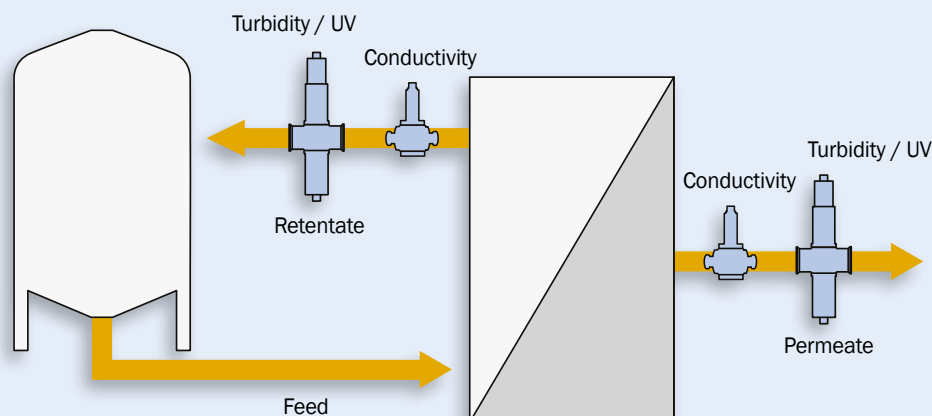 Turbidity / UV
Conductivity
Retentate
Turbidity / UV
Conductivity
Permeate
Feed